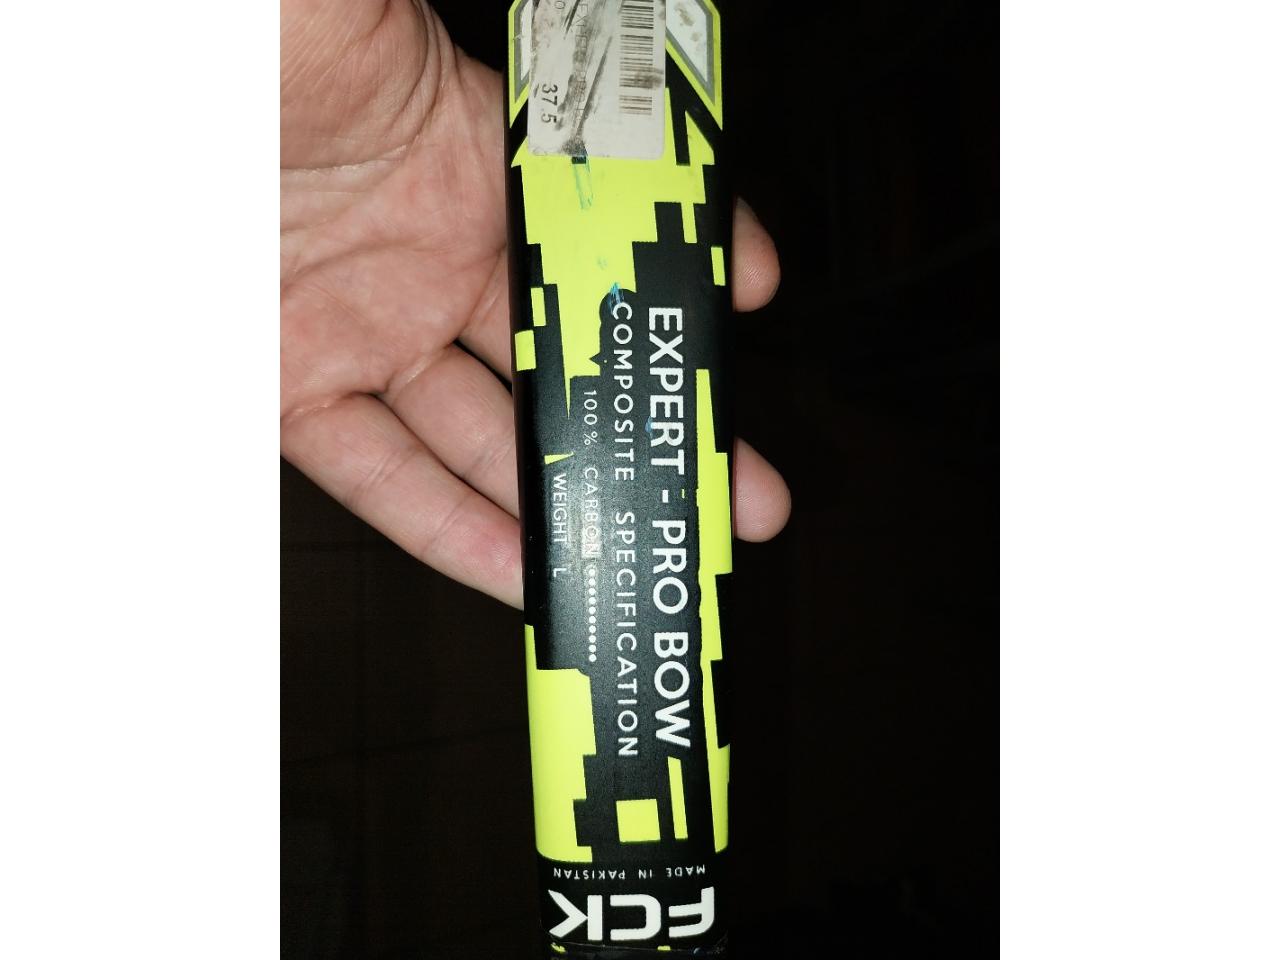 37.5
EXPERT - PRO BOW
COMPOSITE SPECIFICATION
100% CARBON
WEIGHT L
MADE IN PAKISTAN
FCK